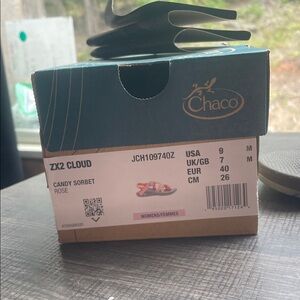 Chaco
ZX2 CLOUD
JCH109740Z
CANDY SORBET
ROSE
USA 9 M
UK/GB 7 M
EUR 40
CM 26
WOMENS/FEMMES